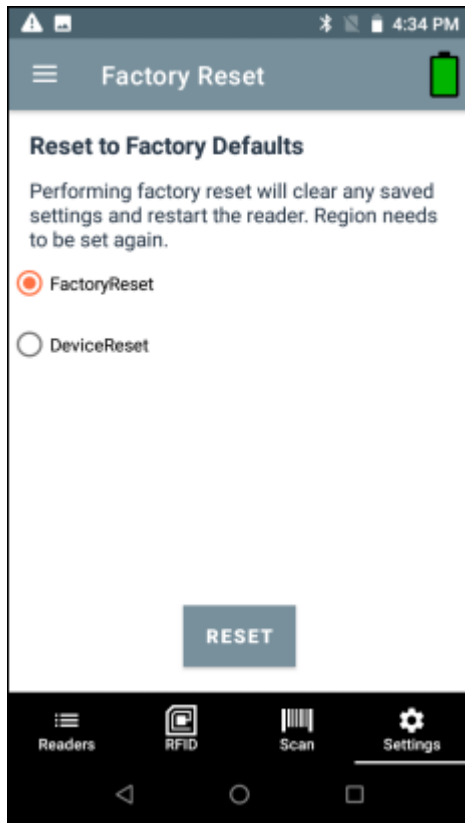 4:34 PM
Factory Reset
Reset to Factory Defaults
Performing factory reset will clear any saved
settings and restart the reader. Region needs
to be set again.
FactoryReset
DeviceReset
RESET
Readers RFID Scan Settings